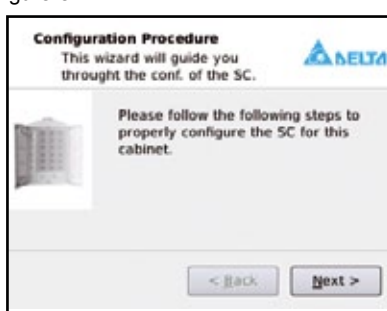 Configuration Procedure
This wizard will guide you
throught the conf. of the SC.
DELTA
Please follow the following steps to
properly configure the SC for this
cabinet.
< Back
Next >